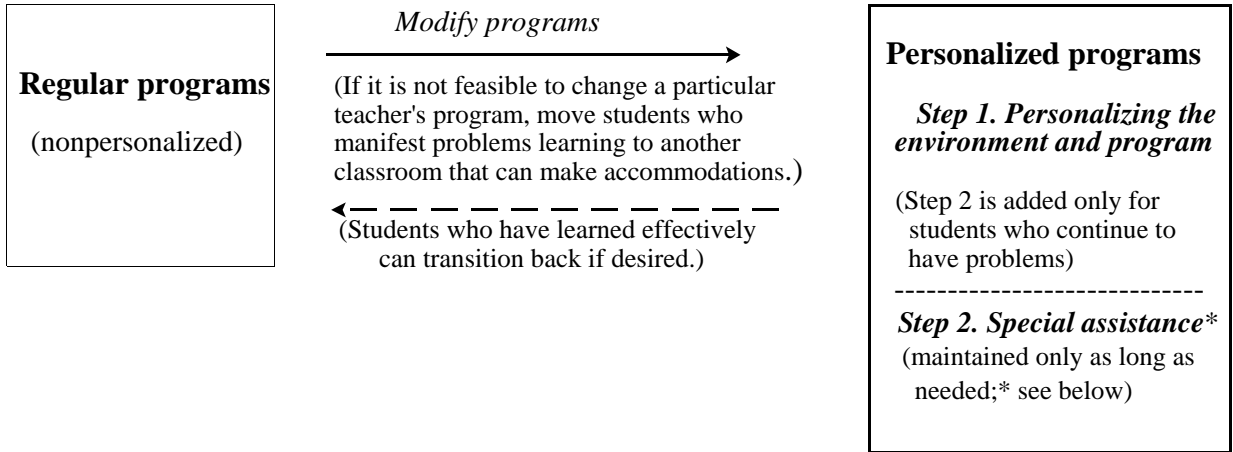 Regular programs
(nonpersonalized)
Modify programs
(If it is not feasible to change a particular
teacher's program, move students who
manifest problems learning to another
classroom that can make accommodations.)
(Students who have learned effectively
can transition back if desired.)
Personalized programs
Step 1. Personalizing the
environment and program
(Step 2 is added only for
students who continue to
have problems)
-----------------------------
Step 2. Special assistance*
(maintained only as long as
needed;* see below)